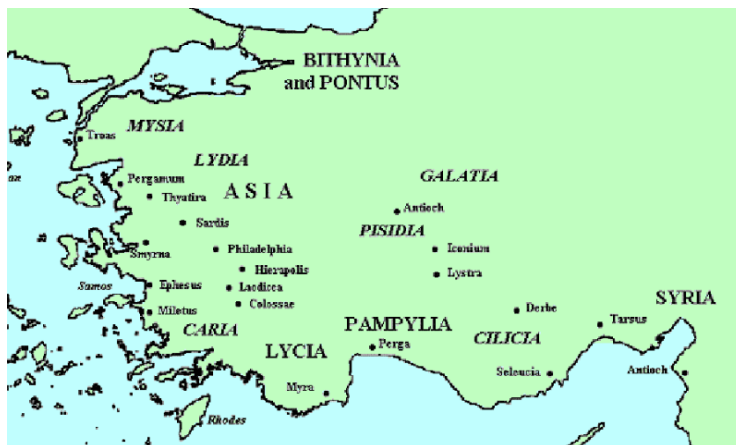 BITHYNIA
and PONTUS
MYSIA
Troas
LYDIA
Pergamum
ASIA
GALATIA
Thyatira
Antioch
Sardis
PISIDIA
Smyrna
Philadelphia
Iconium
Hierapolis
Lystra
Samos
Ephesus
Laodicea
Colossae
Miletus
Derbe
SYRIA
CARIA
PAMPYLIA
CILICIA
Tarsus
LYCIA
Perga
Seleucia
Antioch
Myra
Rhodes